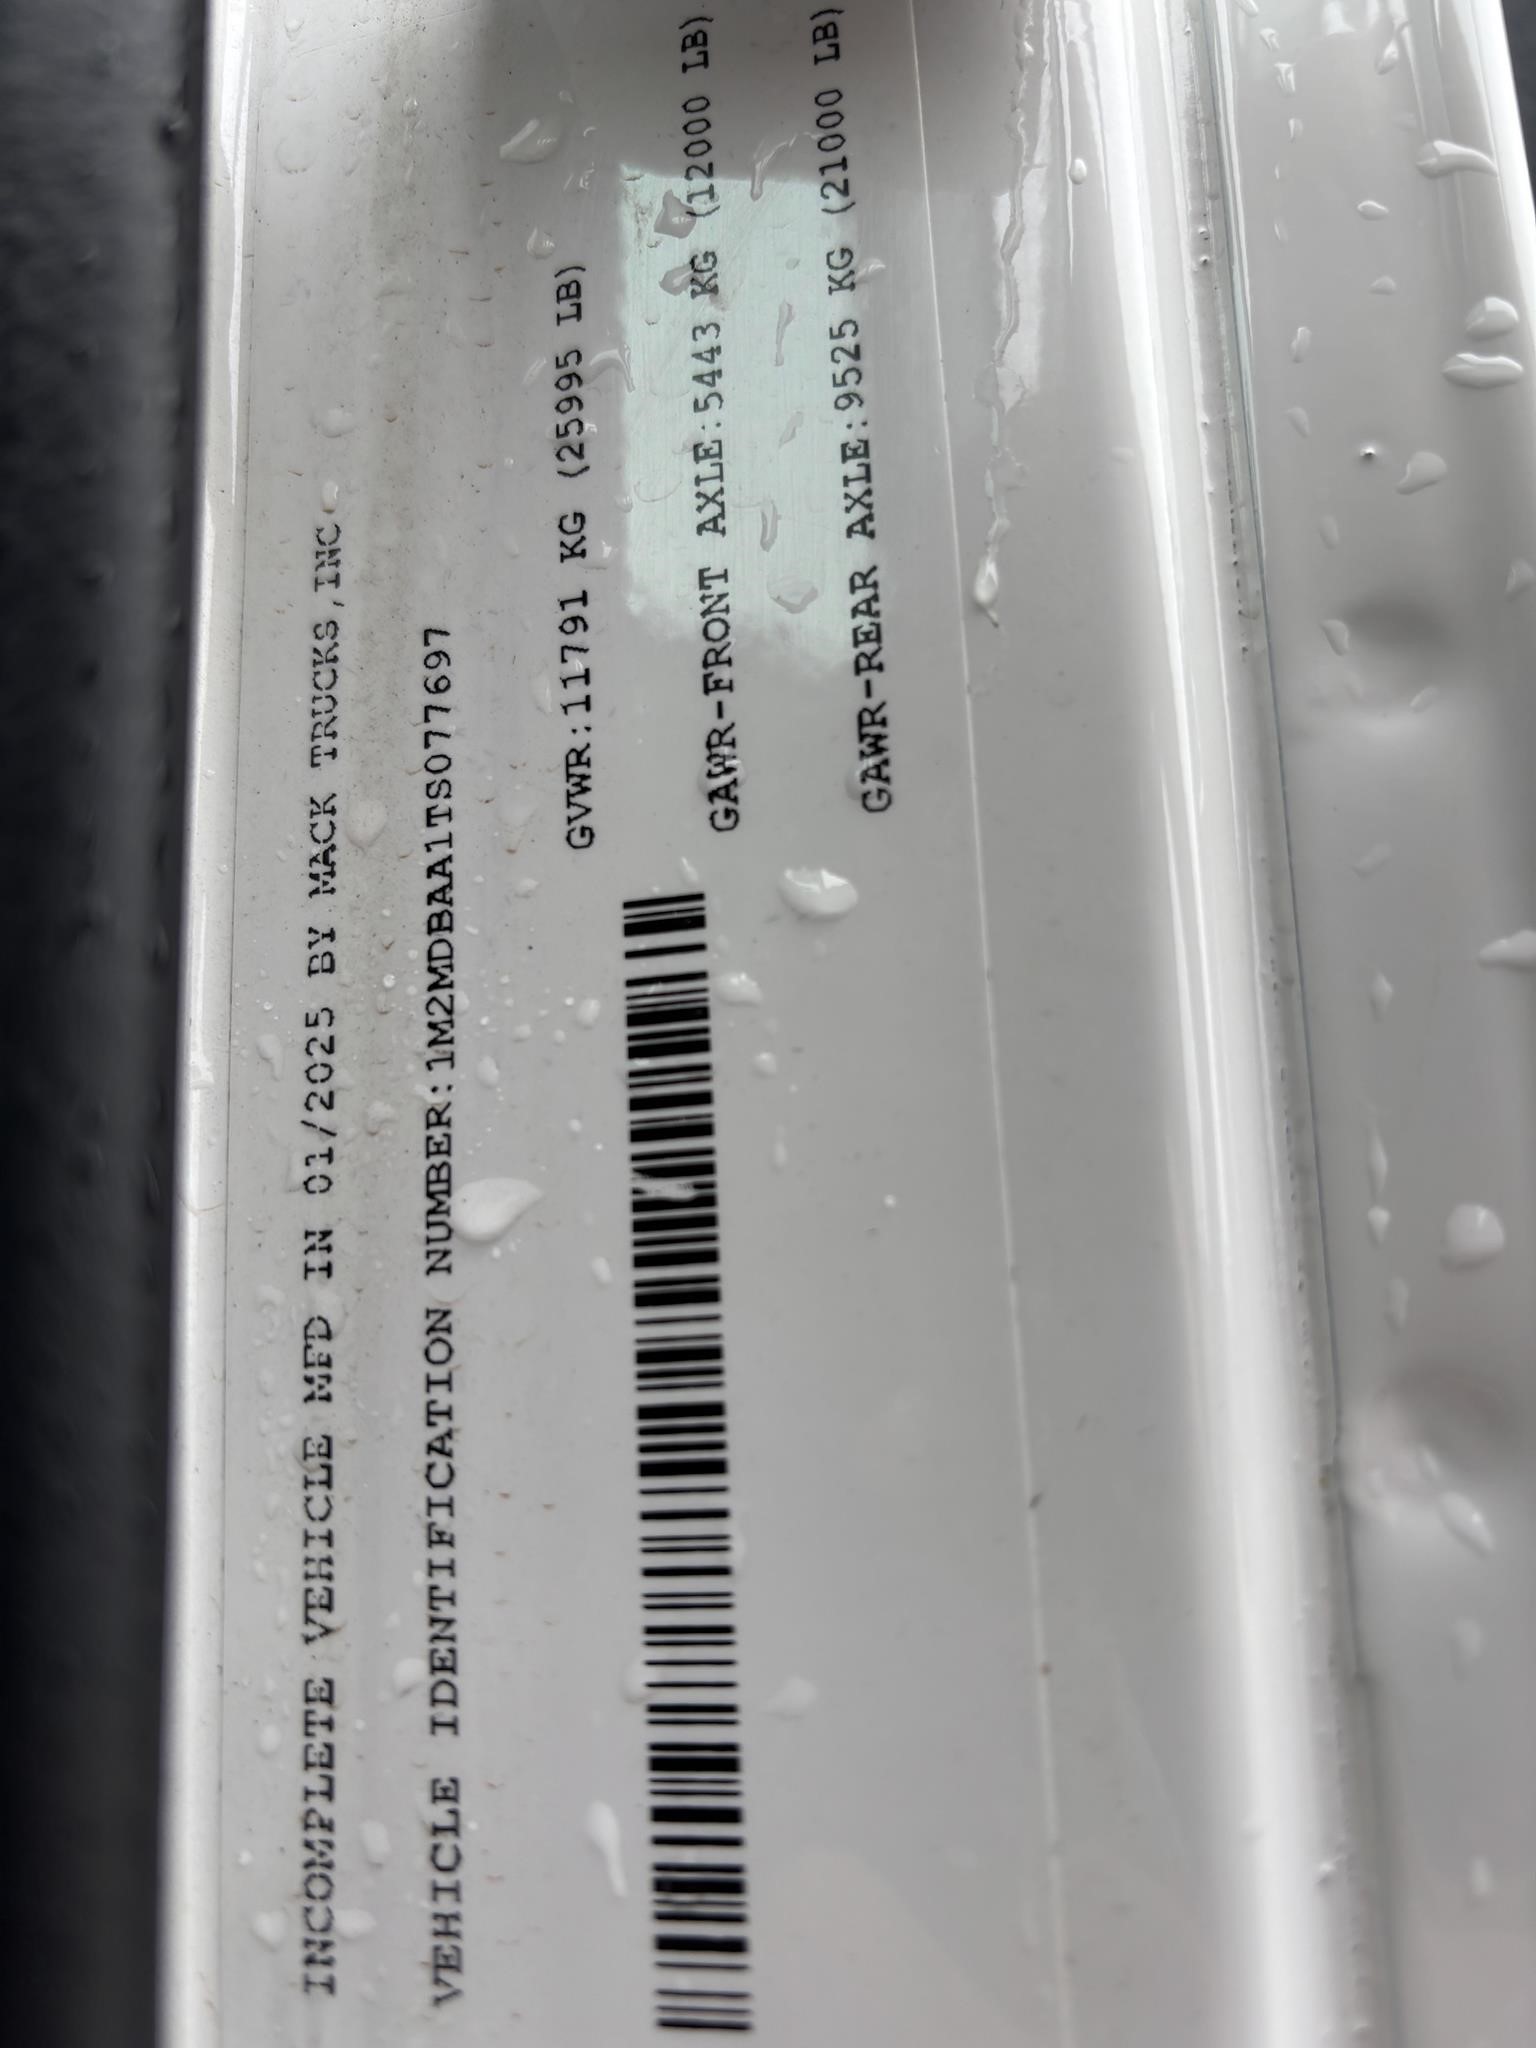 INCOMPLETE VEHICLE MFD IN 01/2025 BY MACK TRUCKS,INC
VEHICLE IDENTIFICATION NUMBER:1M2MDBAA1TS077697
GVWR:11791 KG (25995 LB)
GAWR-FRONT AXLE:5443 KG (12000 LB)
GAWR-REAR AXLE:9525 KG (21000 LB)